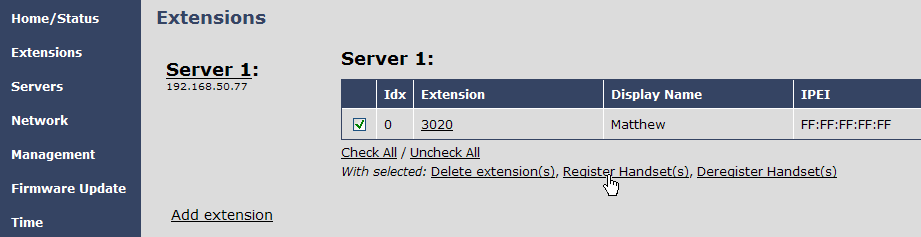 Home/Status
Extensions
Servers
Network
Management
Firmware Update
Time
Extensions
Server 1:
192.168.50.77
Add extension
Server 1:
Idx Extension Display Name IPEI
0 3020 Matthew FF:FF:FF:FF:FF
Check All / Uncheck All
With selected: Delete extension(s), Register Handset(s), Deregister Handset(s)